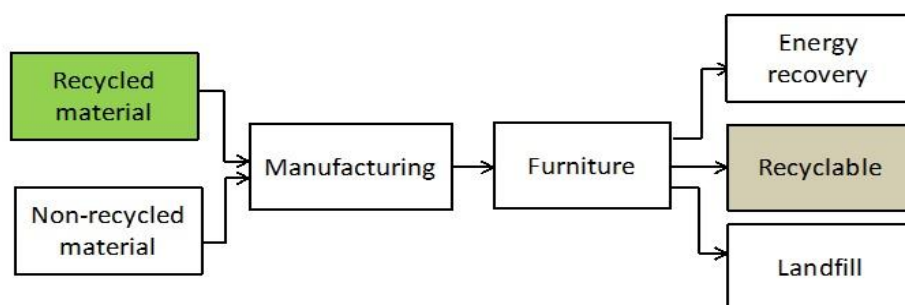 Recycled
material
Non-recycled
material
Manufacturing
Furniture
Energy
recovery
Recyclable
Landfill